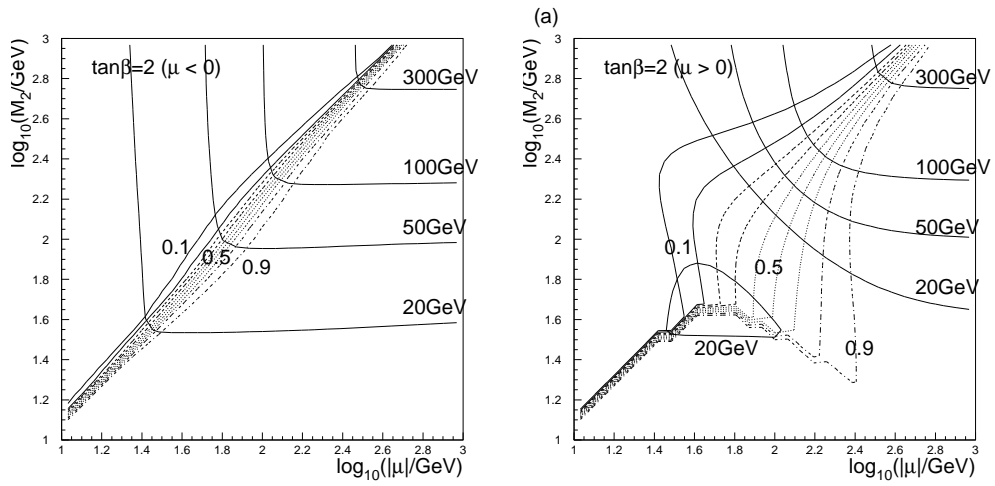 (a)
tanβ=2 (μ < 0)
log10(M2/GeV)
3
2.8
2.6
2.4
2.2
2
1.8
1.6
1.4
1.2
1
300GeV
100GeV
50GeV
20GeV
0.1
0.5
0.9
1 1.2 1.4 1.6 1.8 2 2.2 2.4 2.6 2.8 3
log10(|μ|/GeV)
tanβ=2 (μ > 0)
log10(M2/GeV)
3
2.8
2.6
2.4
2.2
2
1.8
1.6
1.4
1.2
1
300GeV
100GeV
50GeV
20GeV
0.1
0.5
20GeV
0.9
1 1.2 1.4 1.6 1.8 2 2.2 2.4 2.6 2.8 3
log10(|μ|/GeV)